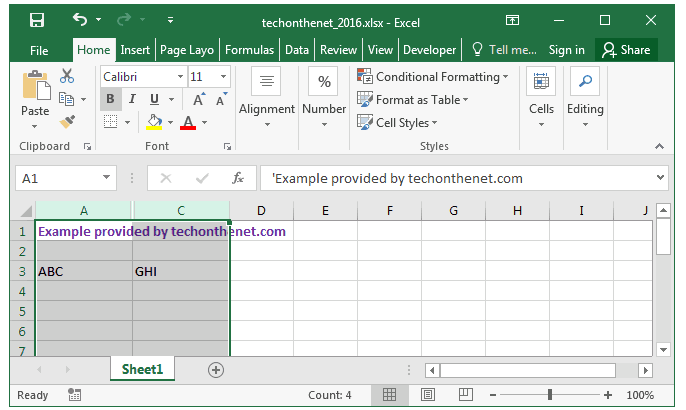 techonthenet_2016.xlsx - Excel
File Home Insert Page Layo Formulas Data Review View Developer Tell me... Sign in Share
Paste
Calibri 11
B I U A A
A
Alignment
%
Number
Conditional Formatting
Format as Table
Cell Styles
Cells
Editing
Clipboard Font Styles
A1 fx 'Example provided by techonthenet.com
A C D E F G H I J
1 Example provided by techonthenet.com
2
3 ABC GHI
4
5
6
7
Sheet1
Ready Count: 4 100%